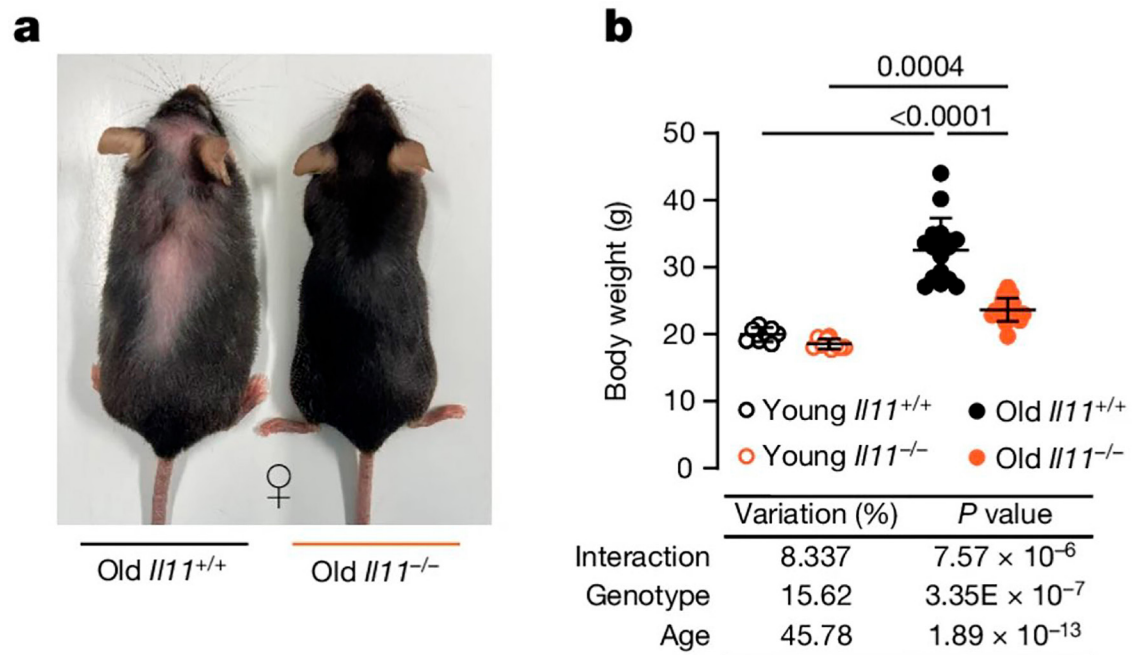 a
♀
Old Il11+/+
Old Il11–/–
b
0.0004
<0.0001
50
40
30
20
10
0
Body weight (g)
Young Il11+/+
Old Il11+/+
Young Il11–/–
Old Il11–/–
Variation (%) P value
Interaction 8.337 7.57 × 10–6
Genotype 15.62 3.35E × 10–7
Age 45.78 1.89 × 10–13